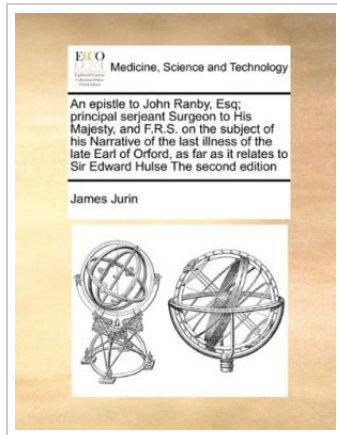 ECCO
Medicine, Science and Technology
An epistle to John Ranby, Esq;
principal serjeant Surgeon to His
Majesty, and F.R.S. on the subject of
his Narrative of the last illness of the
late Earl of Orford, as far as it relates to
Sir Edward Hulse The second edition
James Jurin